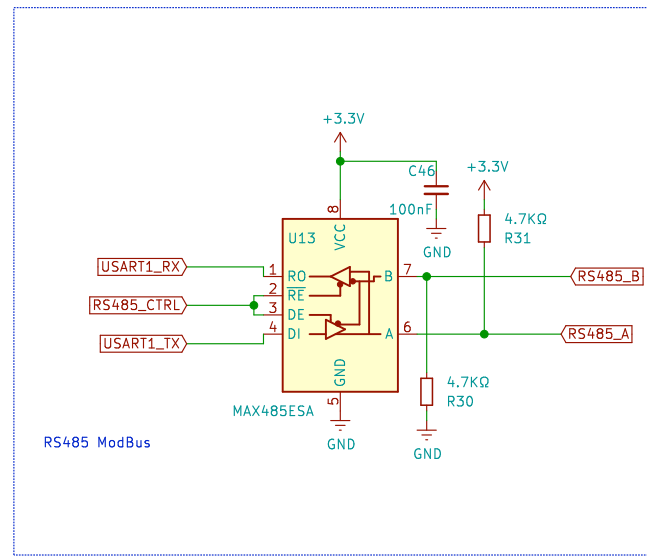 +3.3V
C46
+3.3V
100nF
4.7KΩ
R31
GND
U13
8
VCC
USART1_RX
1
RO
B
7
RS485_B
RS485_CTRL
2
RE
3
DE
USART1_TX
4
DI
A
6
RS485_A
GND
5
4.7KΩ
R30
MAX485ESA
GND
GND
RS485 ModBus